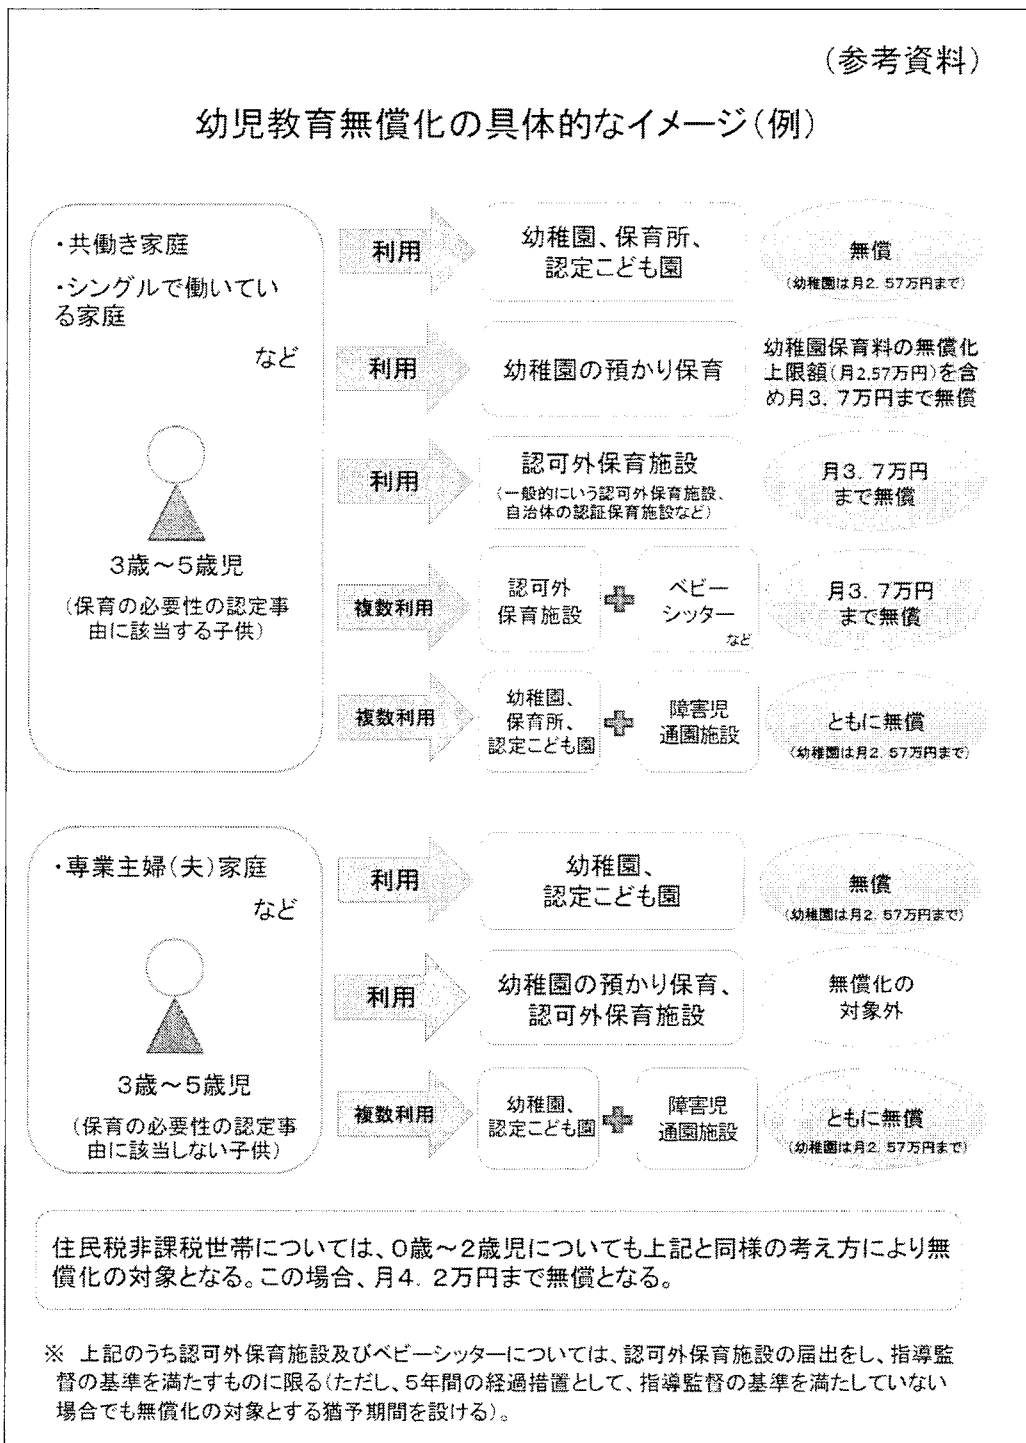 (参考資料)
幼児教育無償化の具体的なイメージ(例)
・共働き家庭
・シングルで働いてい
る家庭
など
3歳～5歳児
(保育の必要性の認定事
由に該当する子供)
利用
幼稚園、保育所、
認定こども園
無償
(幼稚園は月2.57万円まで)
利用
幼稚園の預かり保育
幼稚園保育料の無償化
上限額(月2.57万円)を含
め月3.7万円まで無償
利用
認可外保育施設
(一般的にいう認可外保育施設、
自治体の認証保育施設など)
月3.7万円
まで無償
複数利用
認可外
保育施設
ベビー
シッター
など
月3.7万円
まで無償
複数利用
幼稚園、
保育所、
認定こども園
障害児
通園施設
ともに無償
(幼稚園は月2.57万円まで)
・専業主婦(夫)家庭
など
3歳～5歳児
(保育の必要性の認定事
由に該当しない子供)
利用
幼稚園、
認定こども園
無償
(幼稚園は月2.57万円まで)
利用
幼稚園の預かり保育、
認可外保育施設
無償化の
対象外
複数利用
幼稚園、
認定こども園
障害児
通園施設
ともに無償
(幼稚園は月2.57万円まで)
住民税非課税世帯については、0歳～2歳児についても上記と同様の考え方により無
償化の対象となる。この場合、月4.2万円まで無償となる。
※ 上記のうち認可外保育施設及びベビーシッターについては、認可外保育施設の届出をし、指導監
督の基準を満たすものに限る(ただし、5年間の経過措置として、指導監督の基準を満たしていない
場合でも無償化の対象とする猶予期間を設ける)。